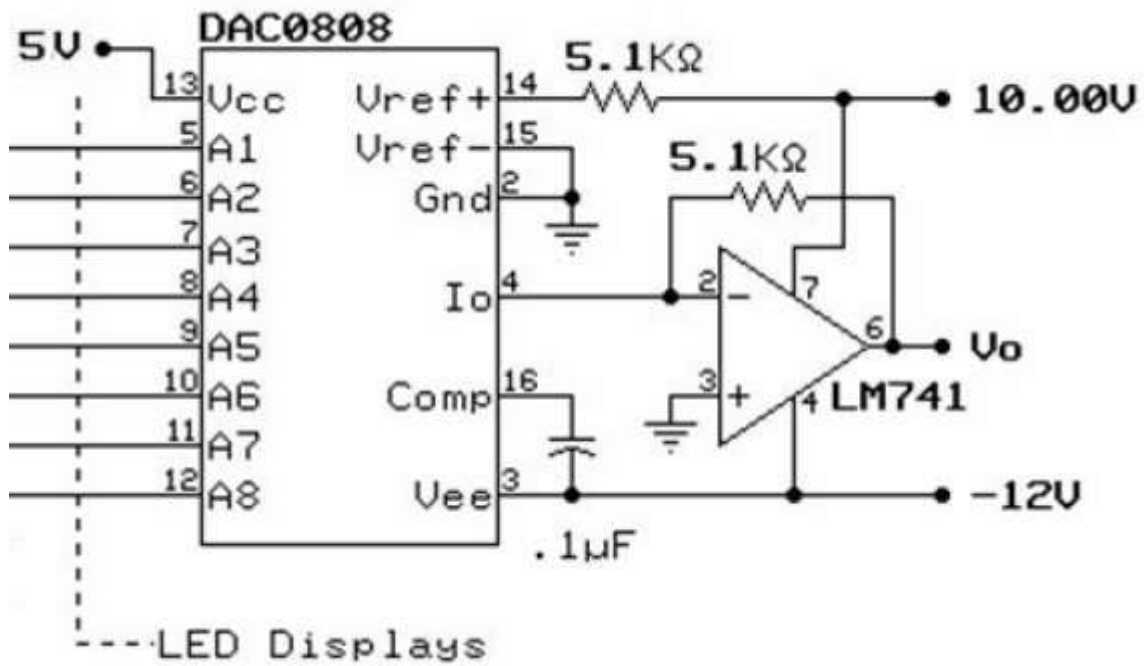 DAC0808
5V
5.1KΩ
13 Vcc Vref+ 14
10.00V
5 A1 Vref- 15
5.1KΩ
6 A2 Gnd 2
7 A3
8 A4 Io 4
2 - 7
9 A5
6 Vo
10 A6 Comp 16
3 + 4 LM741
11 A7
12 A8 Vee 3
-12V
.1µF
LED Displays